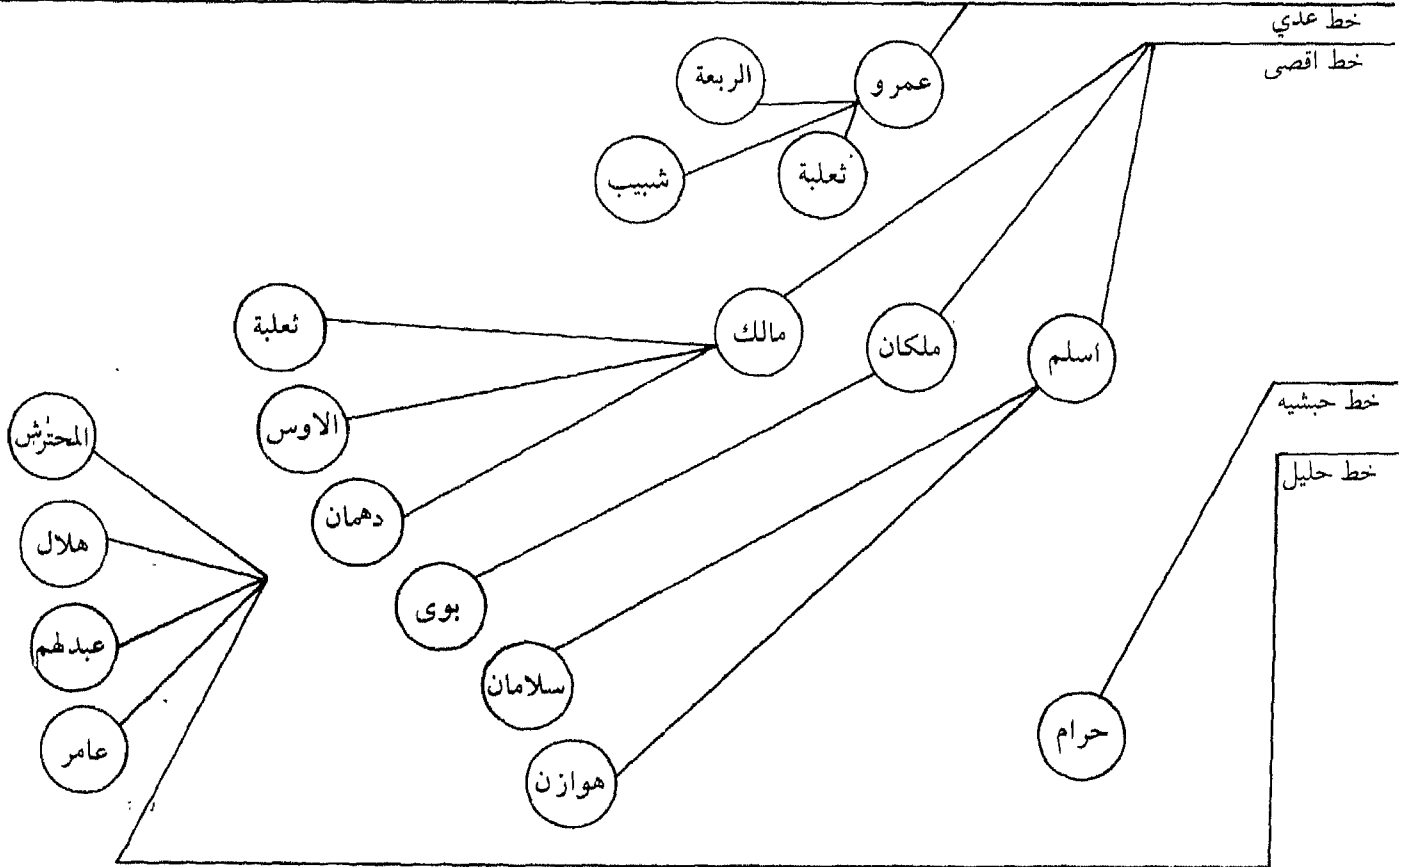 خط عدي
خط اقصى
عمرو
الربعة
ثعلبة
شبيب
مالك
ملكان
اسلم
ثعلبة
الاوس
دهمان
بوى
سلامان
هوازن
خط حبشيه
خط حليل
حرام
المحترش
هلال
عبدلهم
عامر